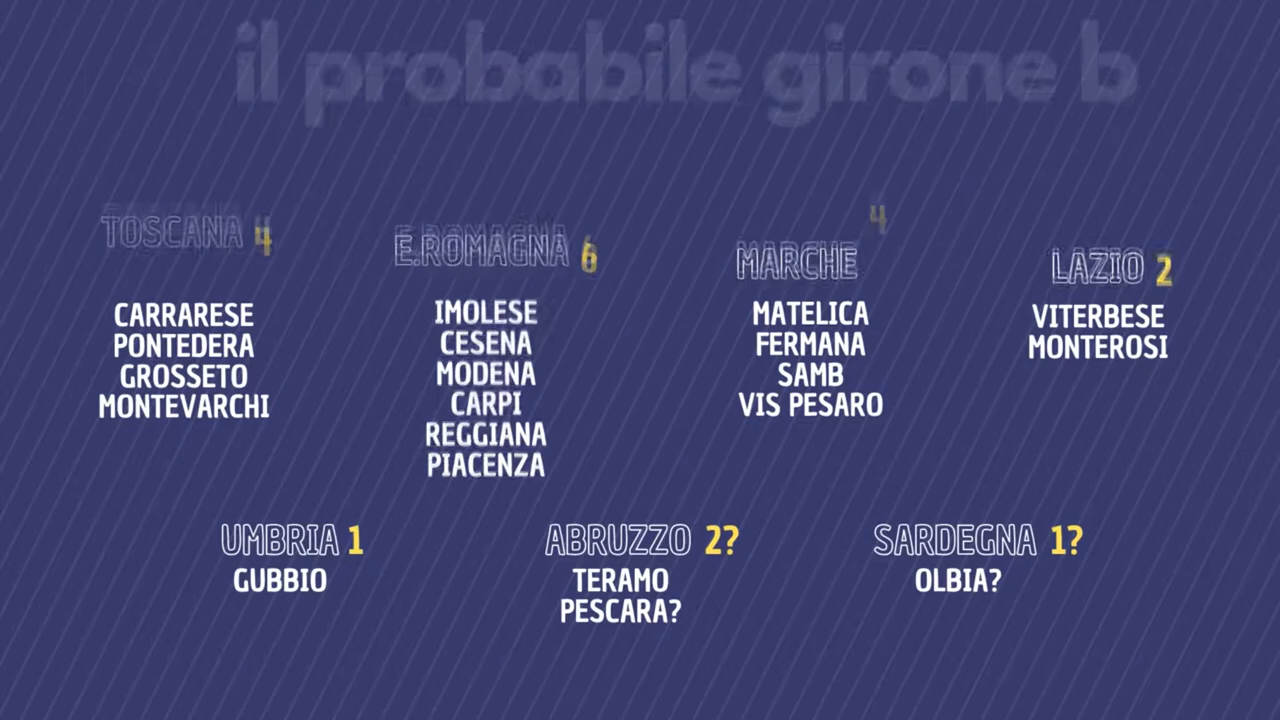 il probabile girone b
TOSCANA 4
CARRARESE
PONTEDERA
GROSSETO
MONTEVARCHI
E.ROMAGNA 6
IMOLESE
CESENA
MODENA
CARPI
REGGIANA
PIACENZA
MARCHE 4
MATELICA
FERMANA
SAMB
VIS PESARO
LAZIO 2
VITERBESE
MONTEROSI
UMBRIA 1
GUBBIO
ABRUZZO 2?
TERAMO
PESCARA?
SARDEGNA 1?
OLBIA?